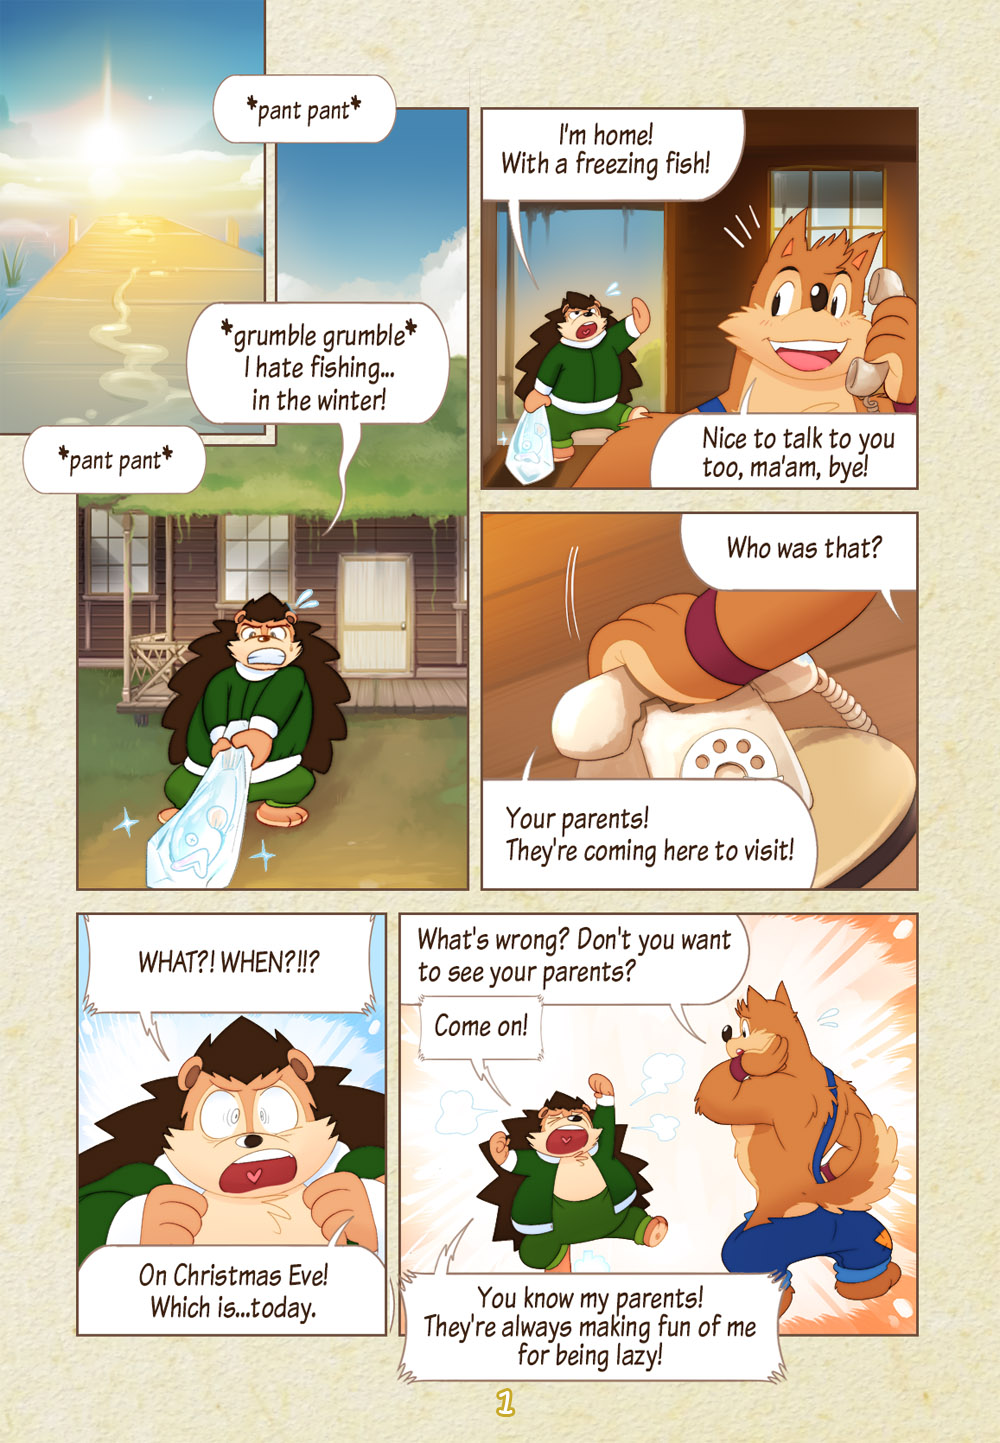 *pant pant*
*grumble grumble*
I hate fishing...
in the winter!
*pant pant*
I'm home!
With a freezing fish!
Nice to talk to you
too, ma'am, bye!
Who was that?
Your parents!
They're coming here to visit!
WHAT?! WHEN?!!?
On Christmas Eve!
Which is...today.
What's wrong? Don't you want
to see your parents?
Come on!
You know my parents!
They're always making fun of me
for being lazy!
1